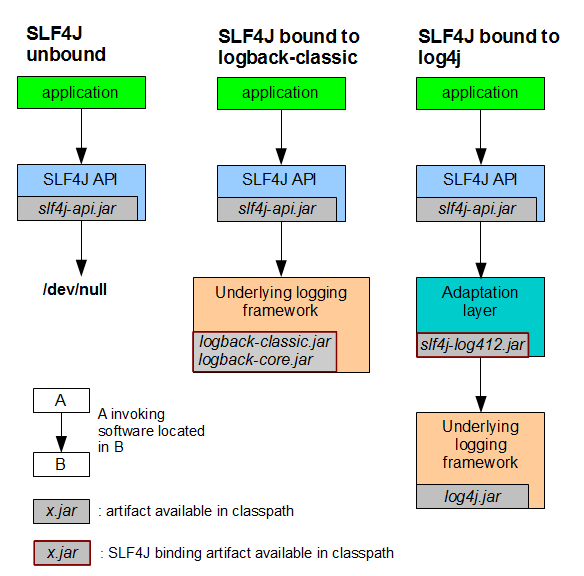 SLF4J
unbound
application
SLF4J API
slf4j-api.jar
/dev/null
SLF4J bound to
logback-classic
application
SLF4J API
slf4j-api.jar
Underlying logging
framework
logback-classic.jar
logback-core.jar
SLF4J bound to
log4j
application
SLF4J API
slf4j-api.jar
Adaptation
layer
slf4j-log412.jar
Underlying
logging
framework
log4j.jar
A
B
A invoking
software located
in B
x.jar : artifact available in classpath
x.jar : SLF4J binding artifact available in classpath